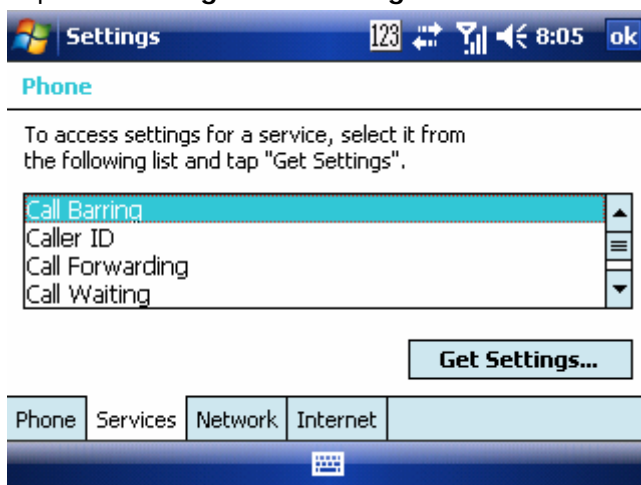 Settings 123 8:05 ok
Phone
To access settings for a service, select it from
the following list and tap "Get Settings".
Call Barring
Caller ID
Call Forwarding
Call Waiting
Get Settings...
Phone Services Network Internet